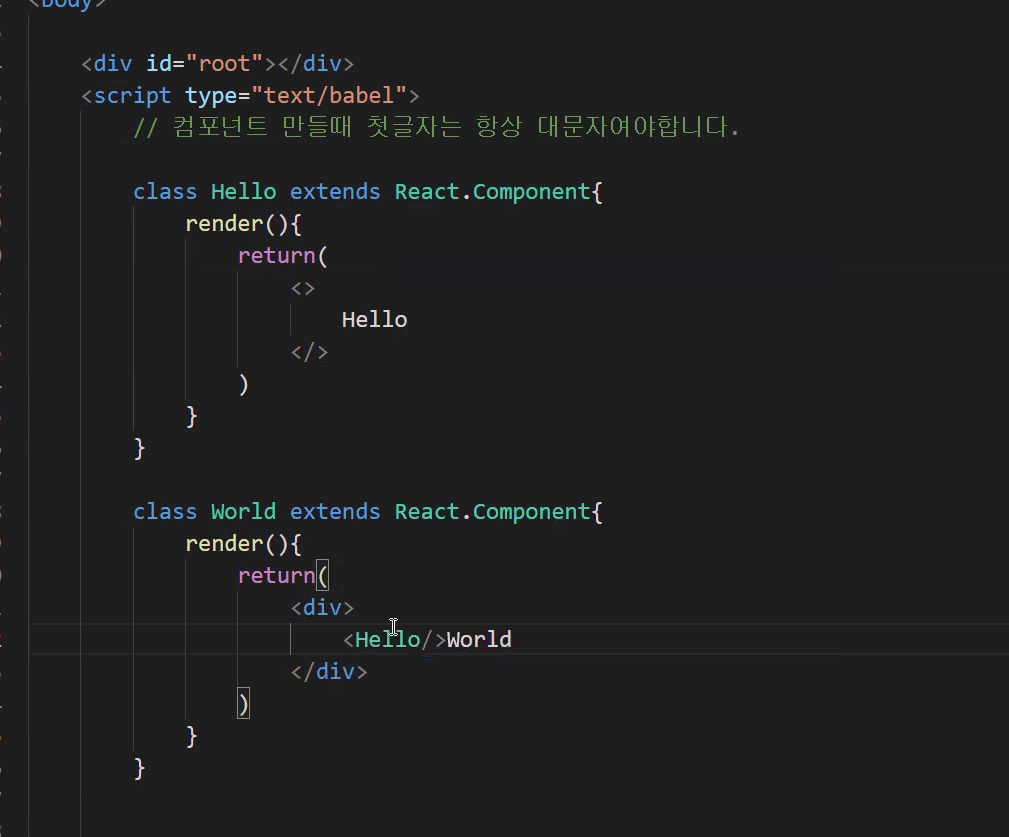 <body>
<div id="root"></div>
<script type="text/babel">
// 컴포넌트 만들때 첫글자는 항상 대문자여야합니다.
class Hello extends React.Component{
render(){
return(
<>
Hello
</>
)
}
}
class World extends React.Component{
render(){
return(
<div>
<Hello/>World
</div>
)
}
}